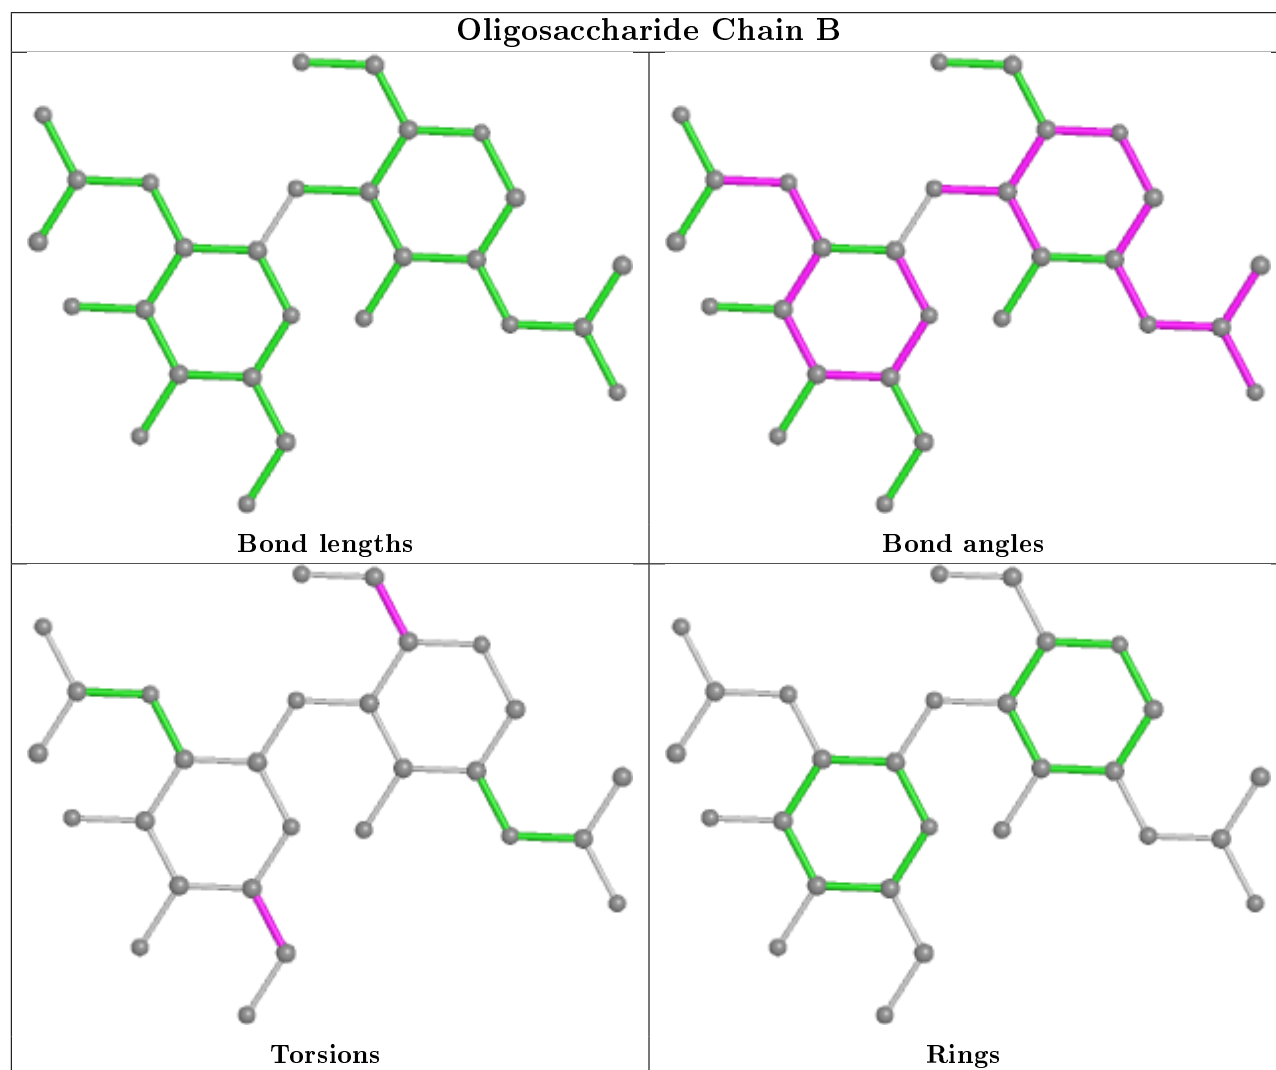 Oligosaccharide Chain B
Bond lengths
Bond angles
Torsions
Rings